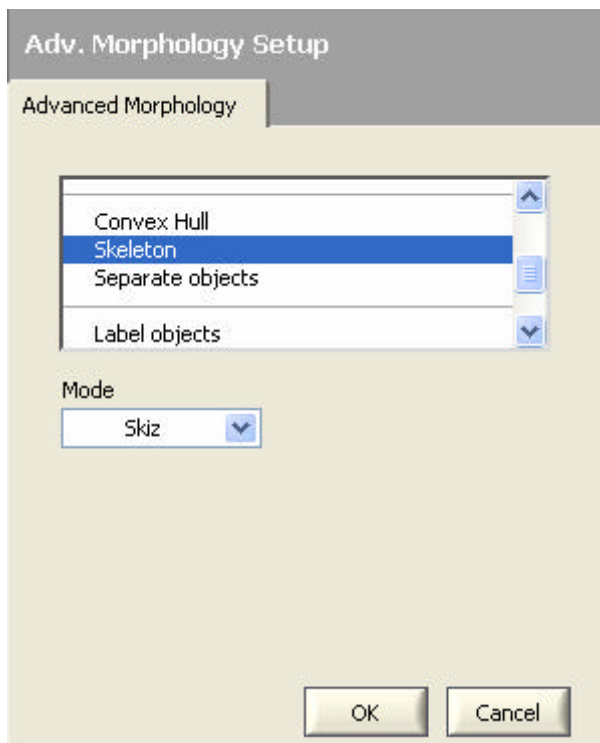 Adv. Morphology Setup
Advanced Morphology
Convex Hull
Skeleton
Separate objects
Label objects
Mode
Skiz
OK Cancel